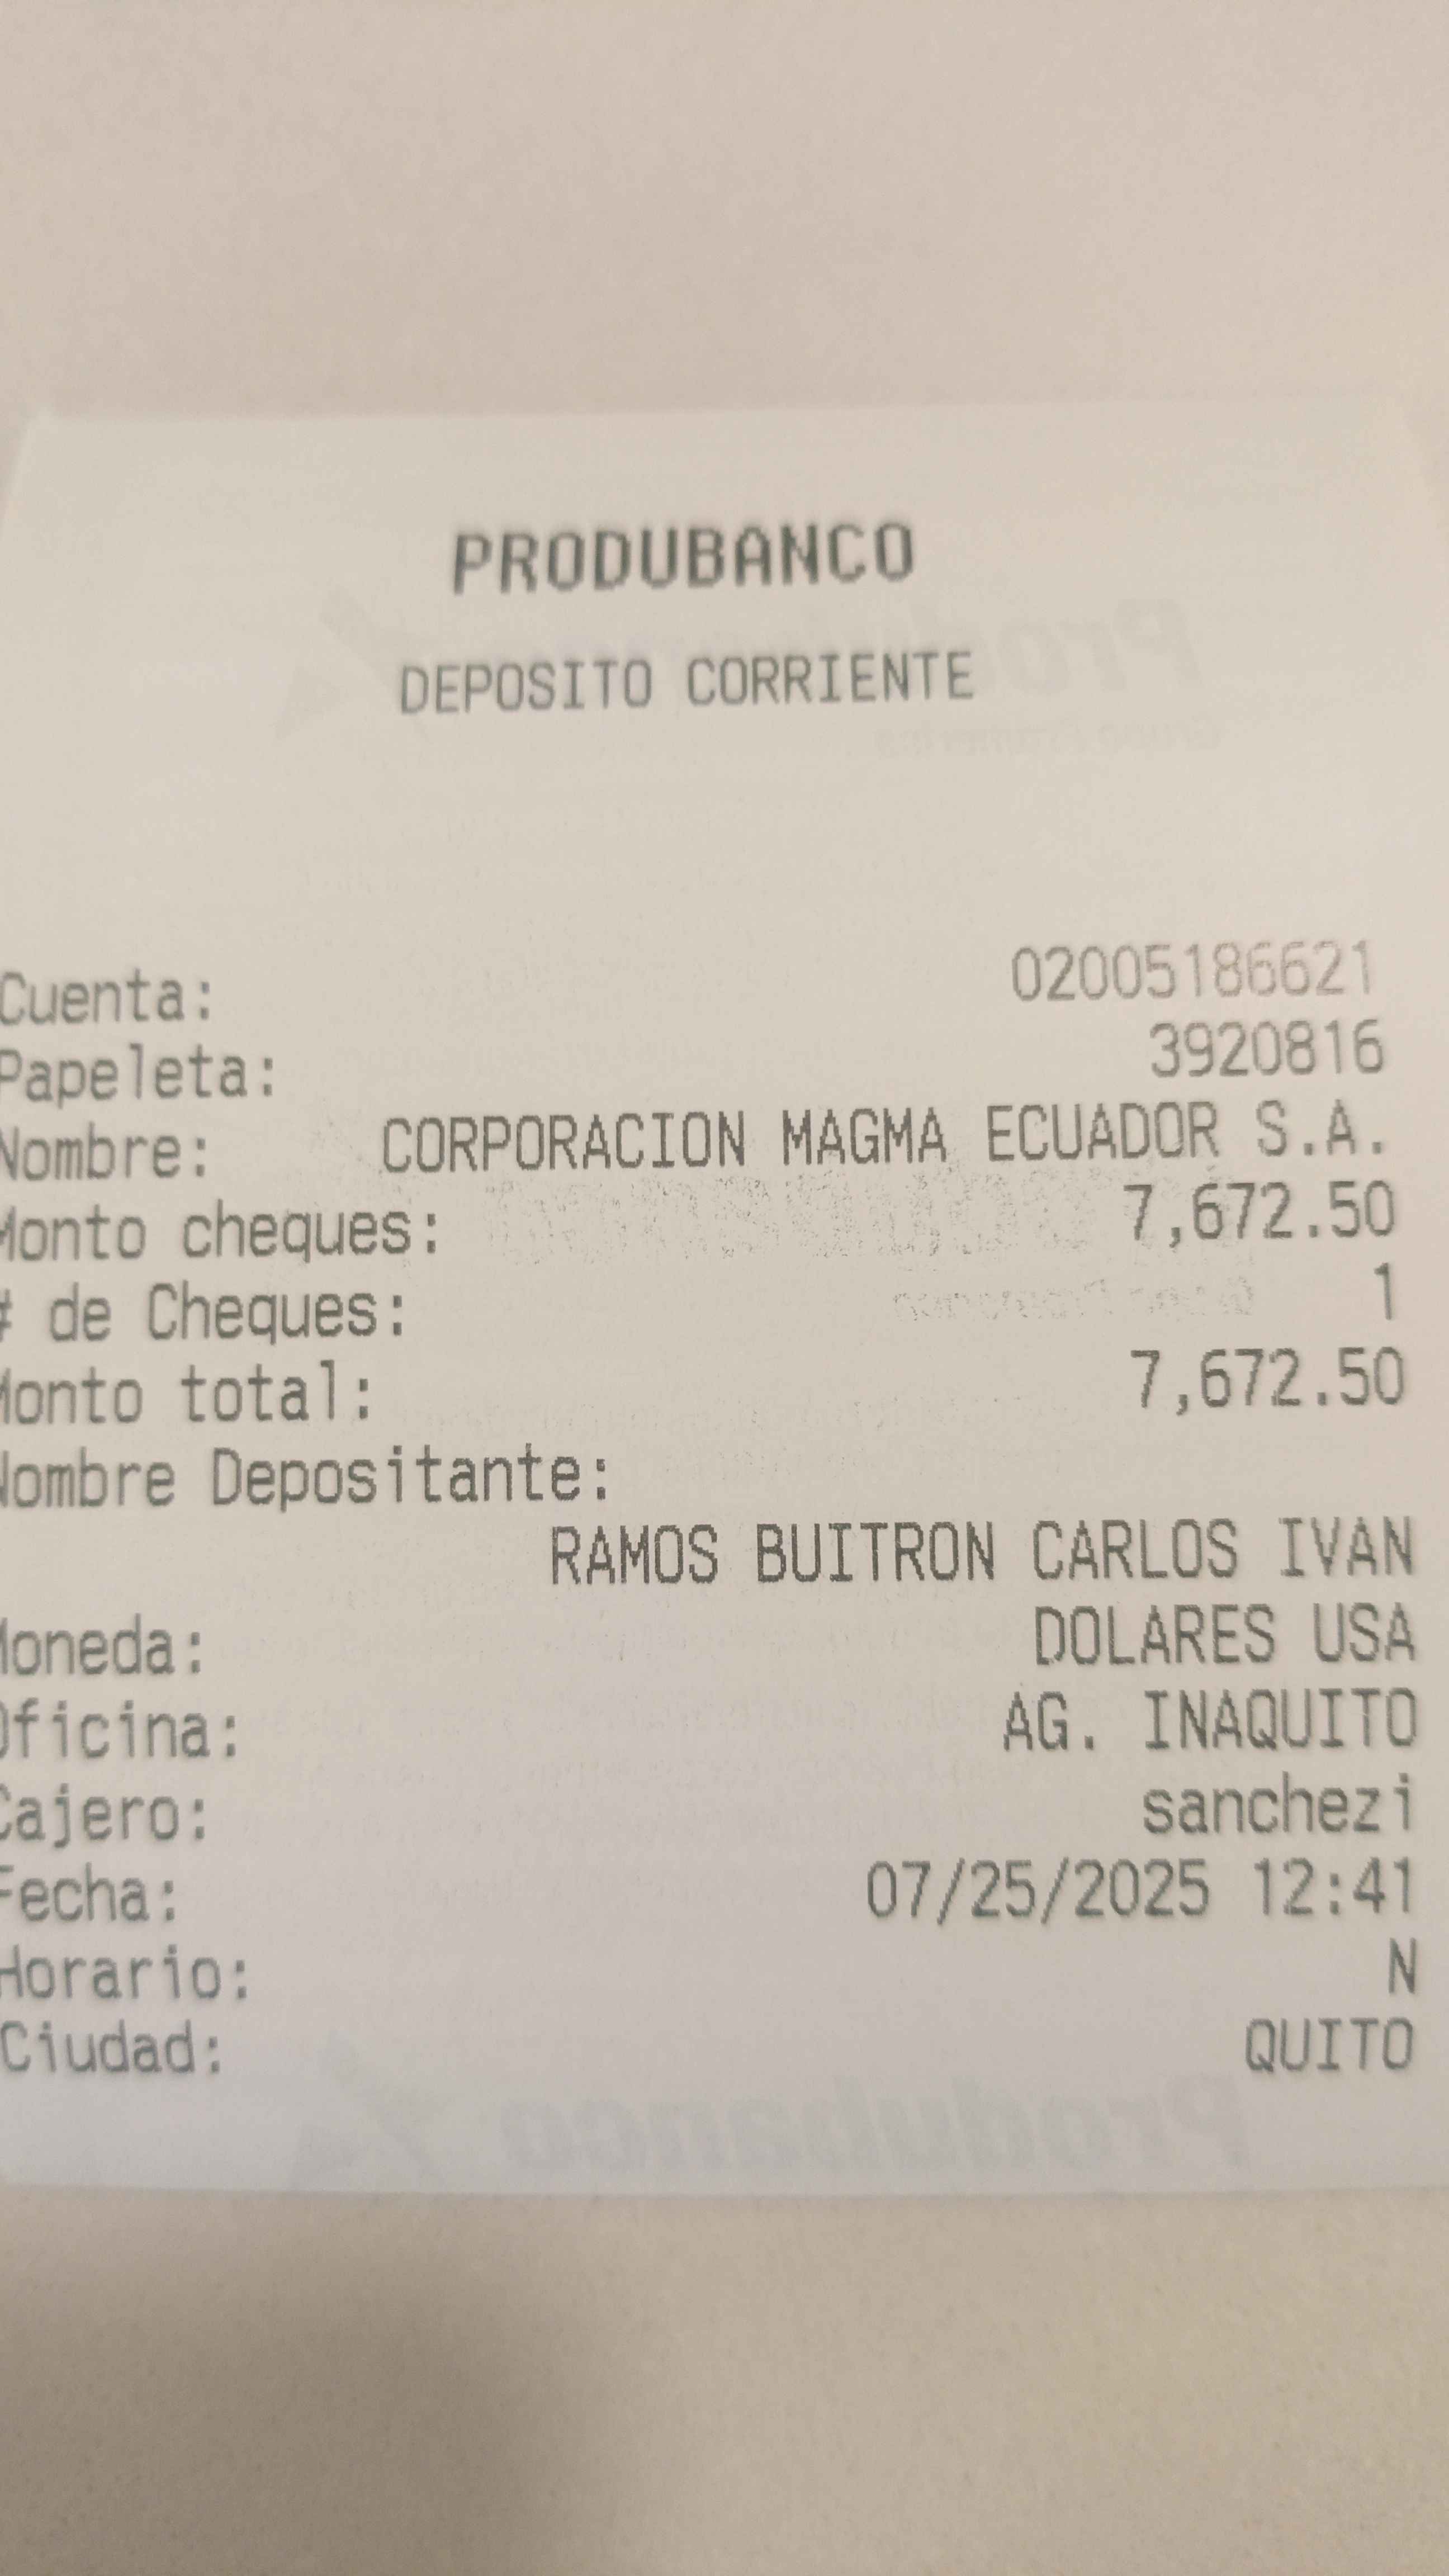 PRODUBANCO
DEPOSITO CORRIENTE
Cuenta: 02005186621
Papeleta: 3920816
Nombre: CORPORACION MAGMA ECUADOR S.A.
Monto cheques: 7,672.50
# de Cheques: 1
Monto total: 7,672.50
Nombre Depositante:
RAMOS BUITRON CARLOS IVAN
Moneda: DOLARES USA
Oficina: AG. INAQUITO
Cajero: sanchezi
Fecha: 07/25/2025 12:41
Horario: N
Ciudad: QUITO
Produbanco